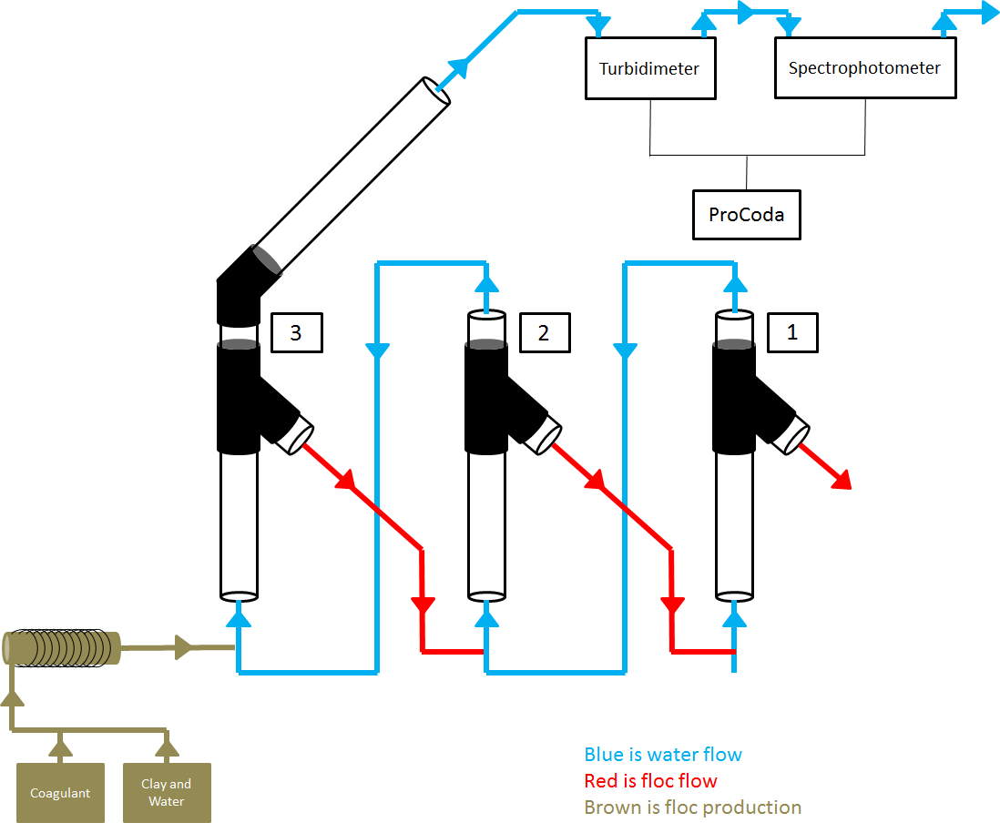 Turbidimeter
Spectrophotometer
ProCoda
3
2
1
Coagulant
Clay and
Water
Blue is water flow
Red is floc flow
Brown is floc production